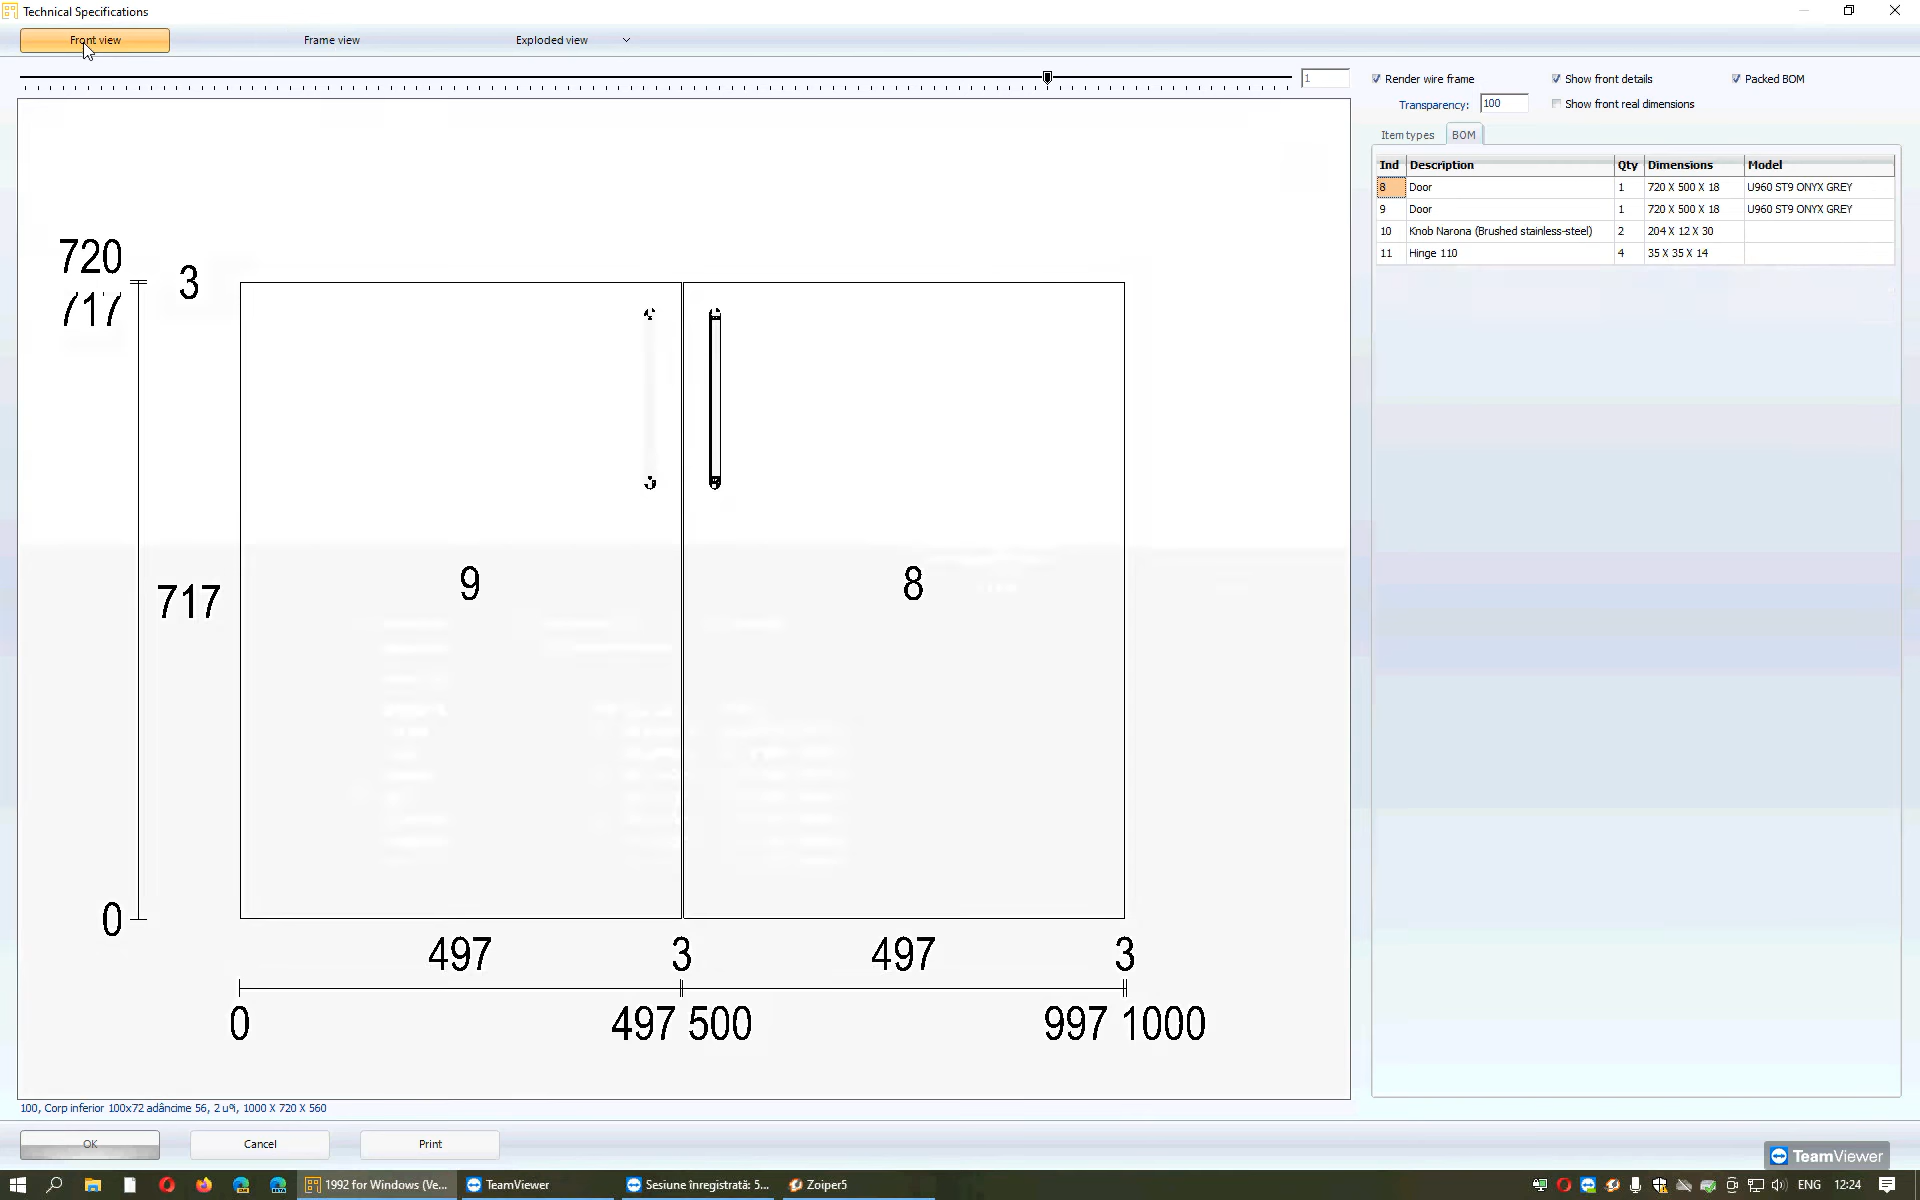 Technical Specifications
Front view Frame view Exploded view
1
Render wire frame Show front details Packed BOM
Transparency: 100 Show front real dimensions
Item types BOM
Ind Description Qty Dimensions Model
8 Door 1 720 X 500 X 18 U960 ST9 ONYX GREY
9 Door 1 720 X 500 X 18 U960 ST9 ONYX GREY
10 Knob Narona (Brushed stainless-steel) 2 204 X 12 X 30
11 Hinge 110 4 35 X 35 X 14
720
3
717
9 8
717
0
497 3 497 3
0 497 500 997 1000
100, Corp inferior 100x72 adâncime 56, 2 uși, 1000 X 720 X 560
OK Cancel Print
TeamViewer
1992 for Windows (Ve... TeamViewer Sesiune înregistrată: 5... Zoiper5 ENG 12:24